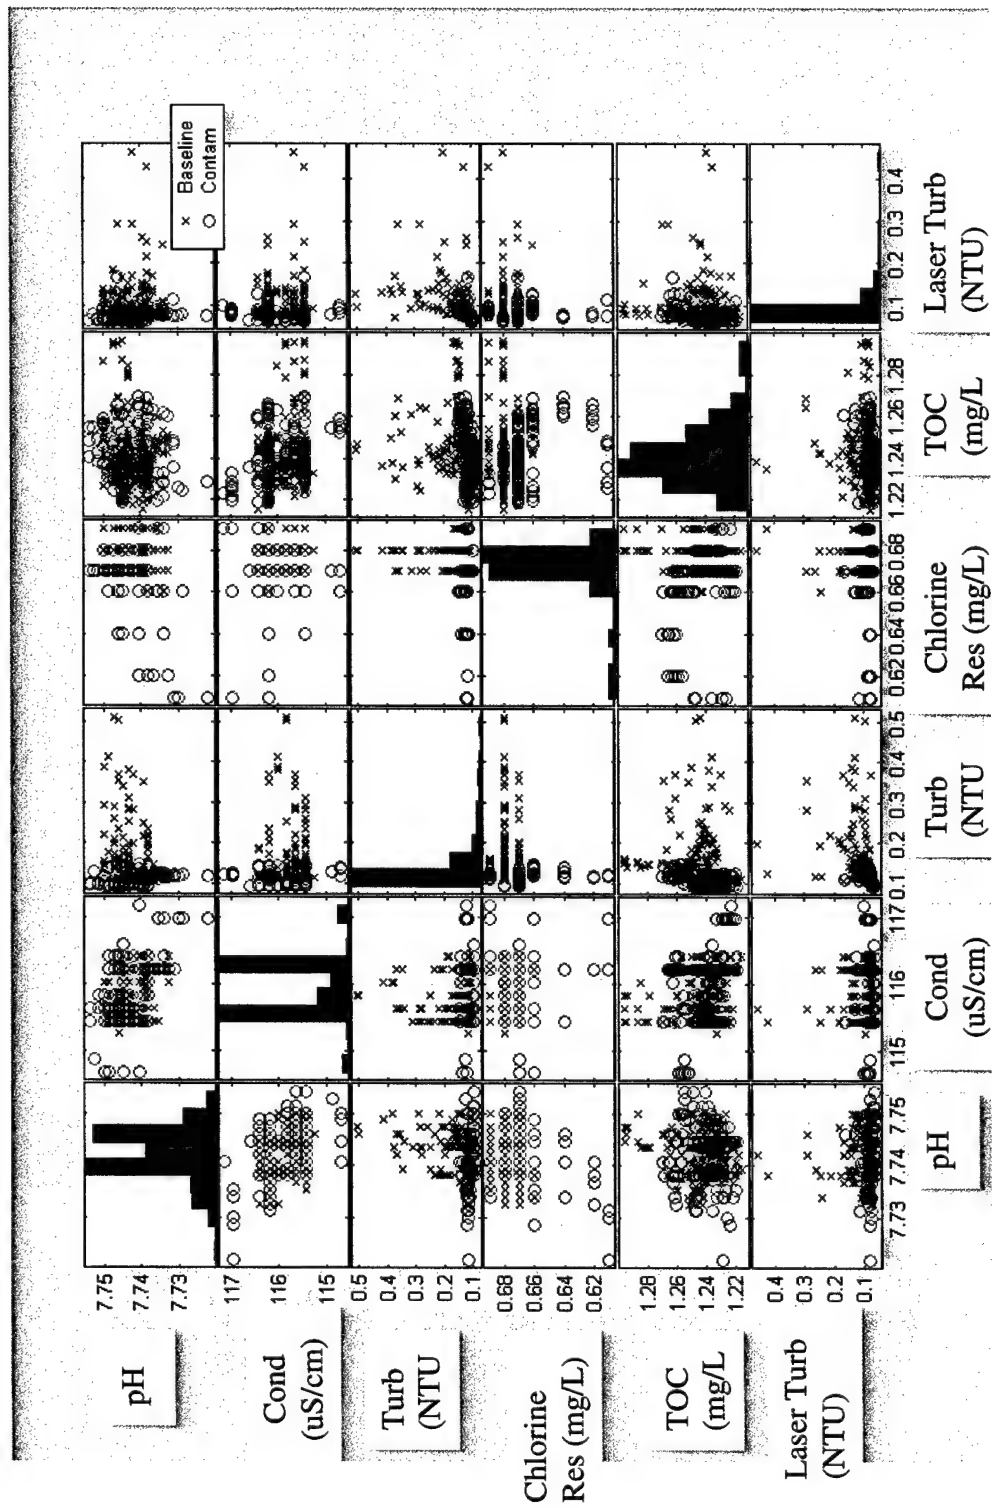 × Baseline
○ Contam
pH
7.75
7.74
7.73
Cond
(uS/cm)
117
116
115
Turb
(NTU)
0.5
0.4
0.3
0.2
0.1
Chlorine
Res (mg/L)
0.68
0.66
0.64
0.62
TOC
(mg/L
1.28
1.26
1.24
1.22
Laser Turb
(NTU)
0.4
0.3
0.2
0.1
7.73 7.74 7.75 115 116 117 0.1 0.2 0.3 0.4 0.5 0.62 0.64 0.66 0.68 1.22 1.24 1.26 1.28 0.1 0.2 0.3 0.4
pH
Cond
(uS/cm)
Turb
(NTU
Chlorine
Res (mg/L)
TOC
(mg/L
Laser Turb
(NTU)